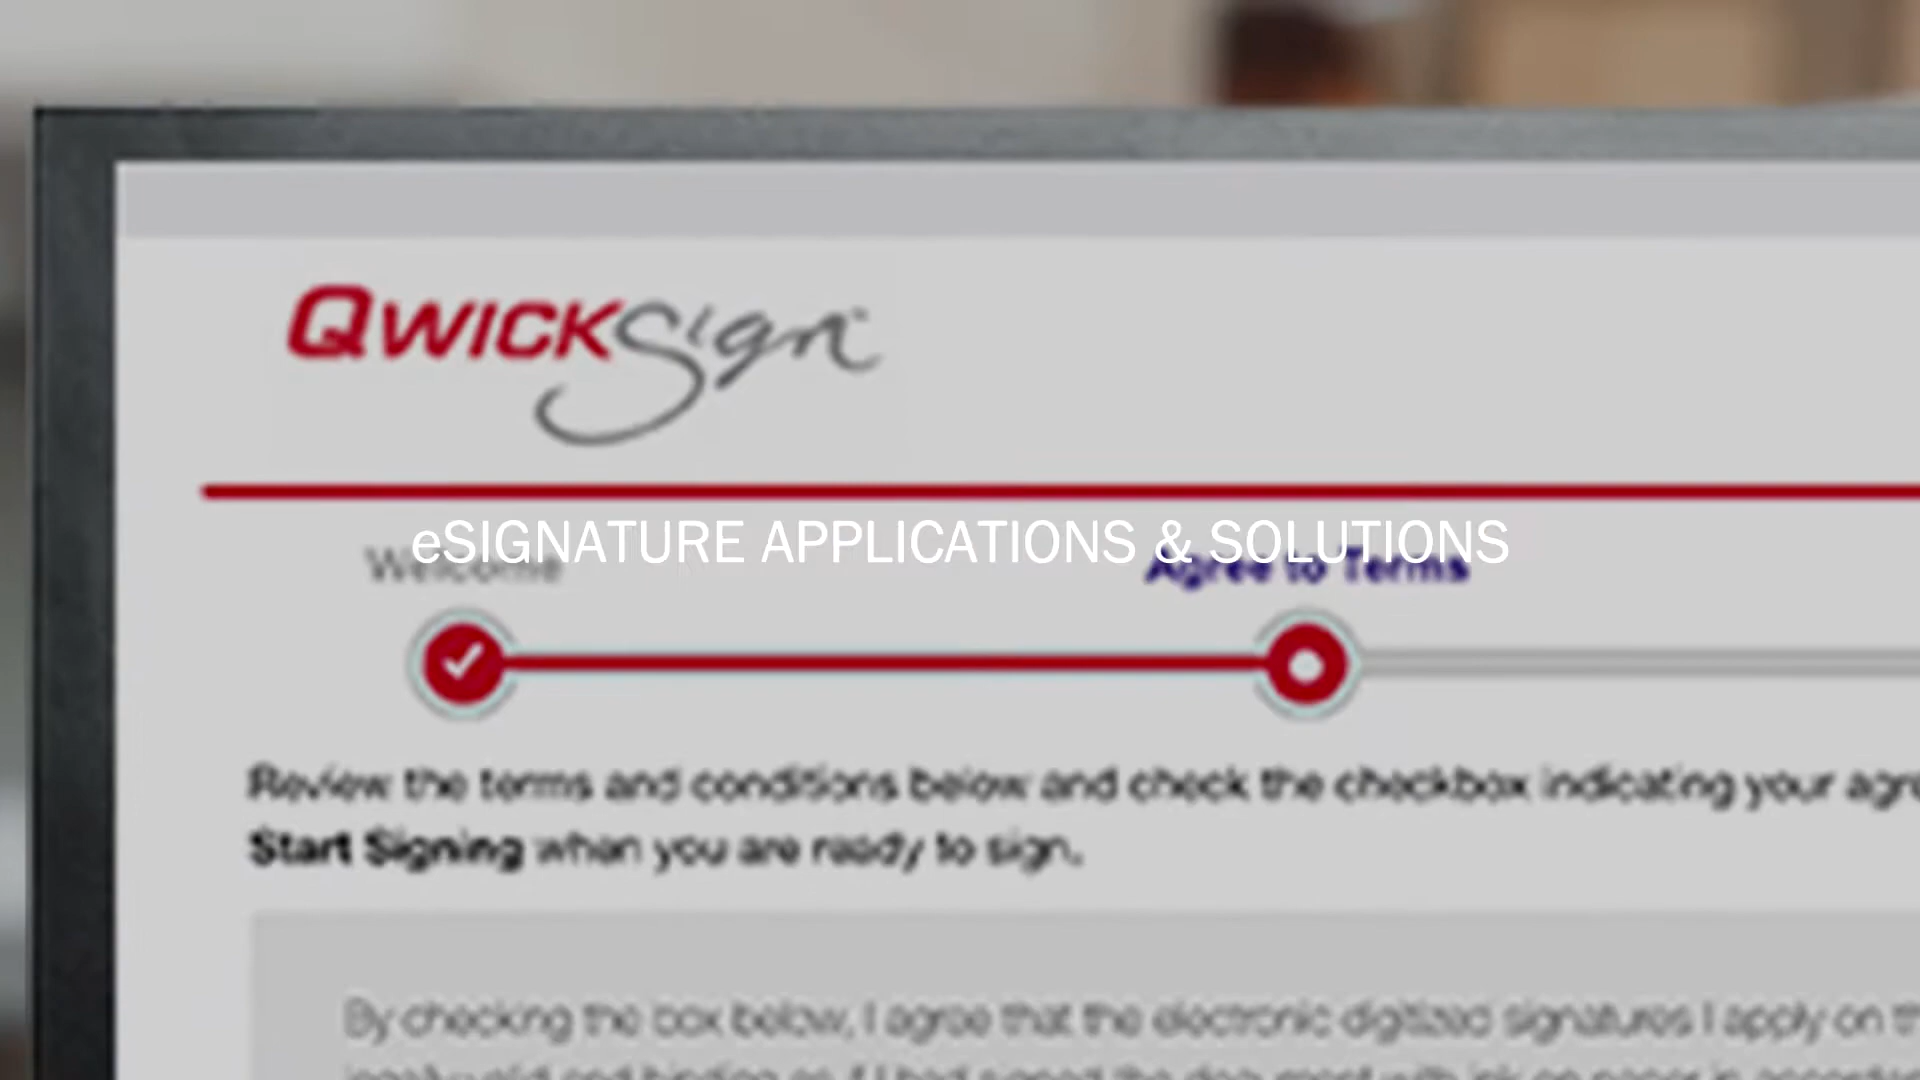 QWICKSign
eSIGNATURE APPLICATIONS & SOLUTIONS
Welcome
Agree to Terms
Review the terms and conditions below and check the checkbox indicating your agre
Start Signing when you are ready to sign.
By checking the box below, I agree that the electronic digitized signatures I apply on th